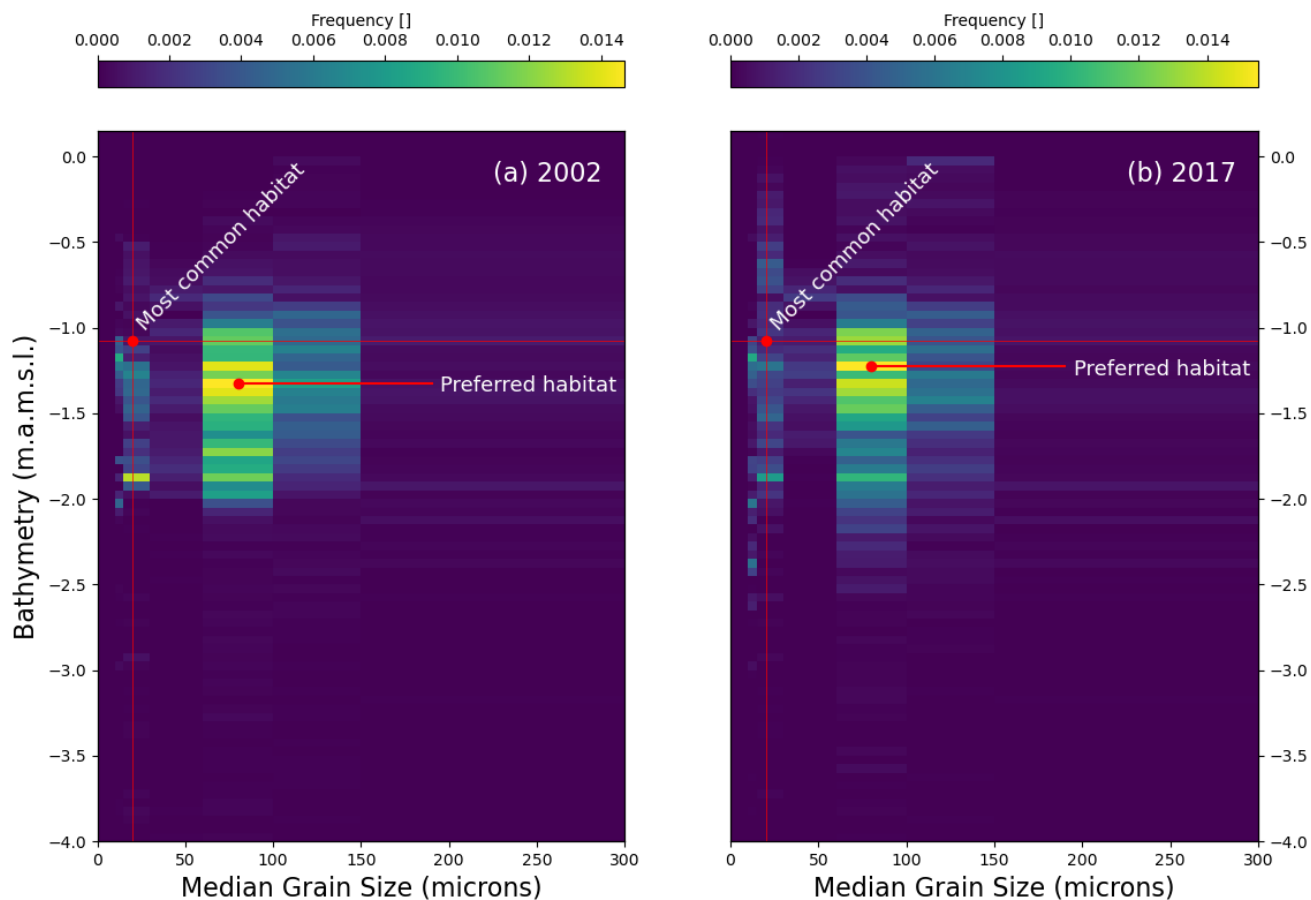 Frequency []
0.000 0.002 0.004 0.006 0.008 0.010 0.012 0.014
Frequency []
0.000 0.002 0.004 0.006 0.008 0.010 0.012 0.014
(a) 2002
Most common habitat
Preferred habitat
0.0
−0.5
−1.0
−1.5
−2.0
−2.5
−3.0
−3.5
−4.0
Bathymetry (m.a.m.s.l.)
0 50 100 150 200 250 300
Median Grain Size (microns)
(b) 2017
Most common habitat
Preferred habitat
0.0
−0.5
−1.0
−1.5
−2.0
−2.5
−3.0
−3.5
−4.0
0 50 100 150 200 250 300
Median Grain Size (microns)